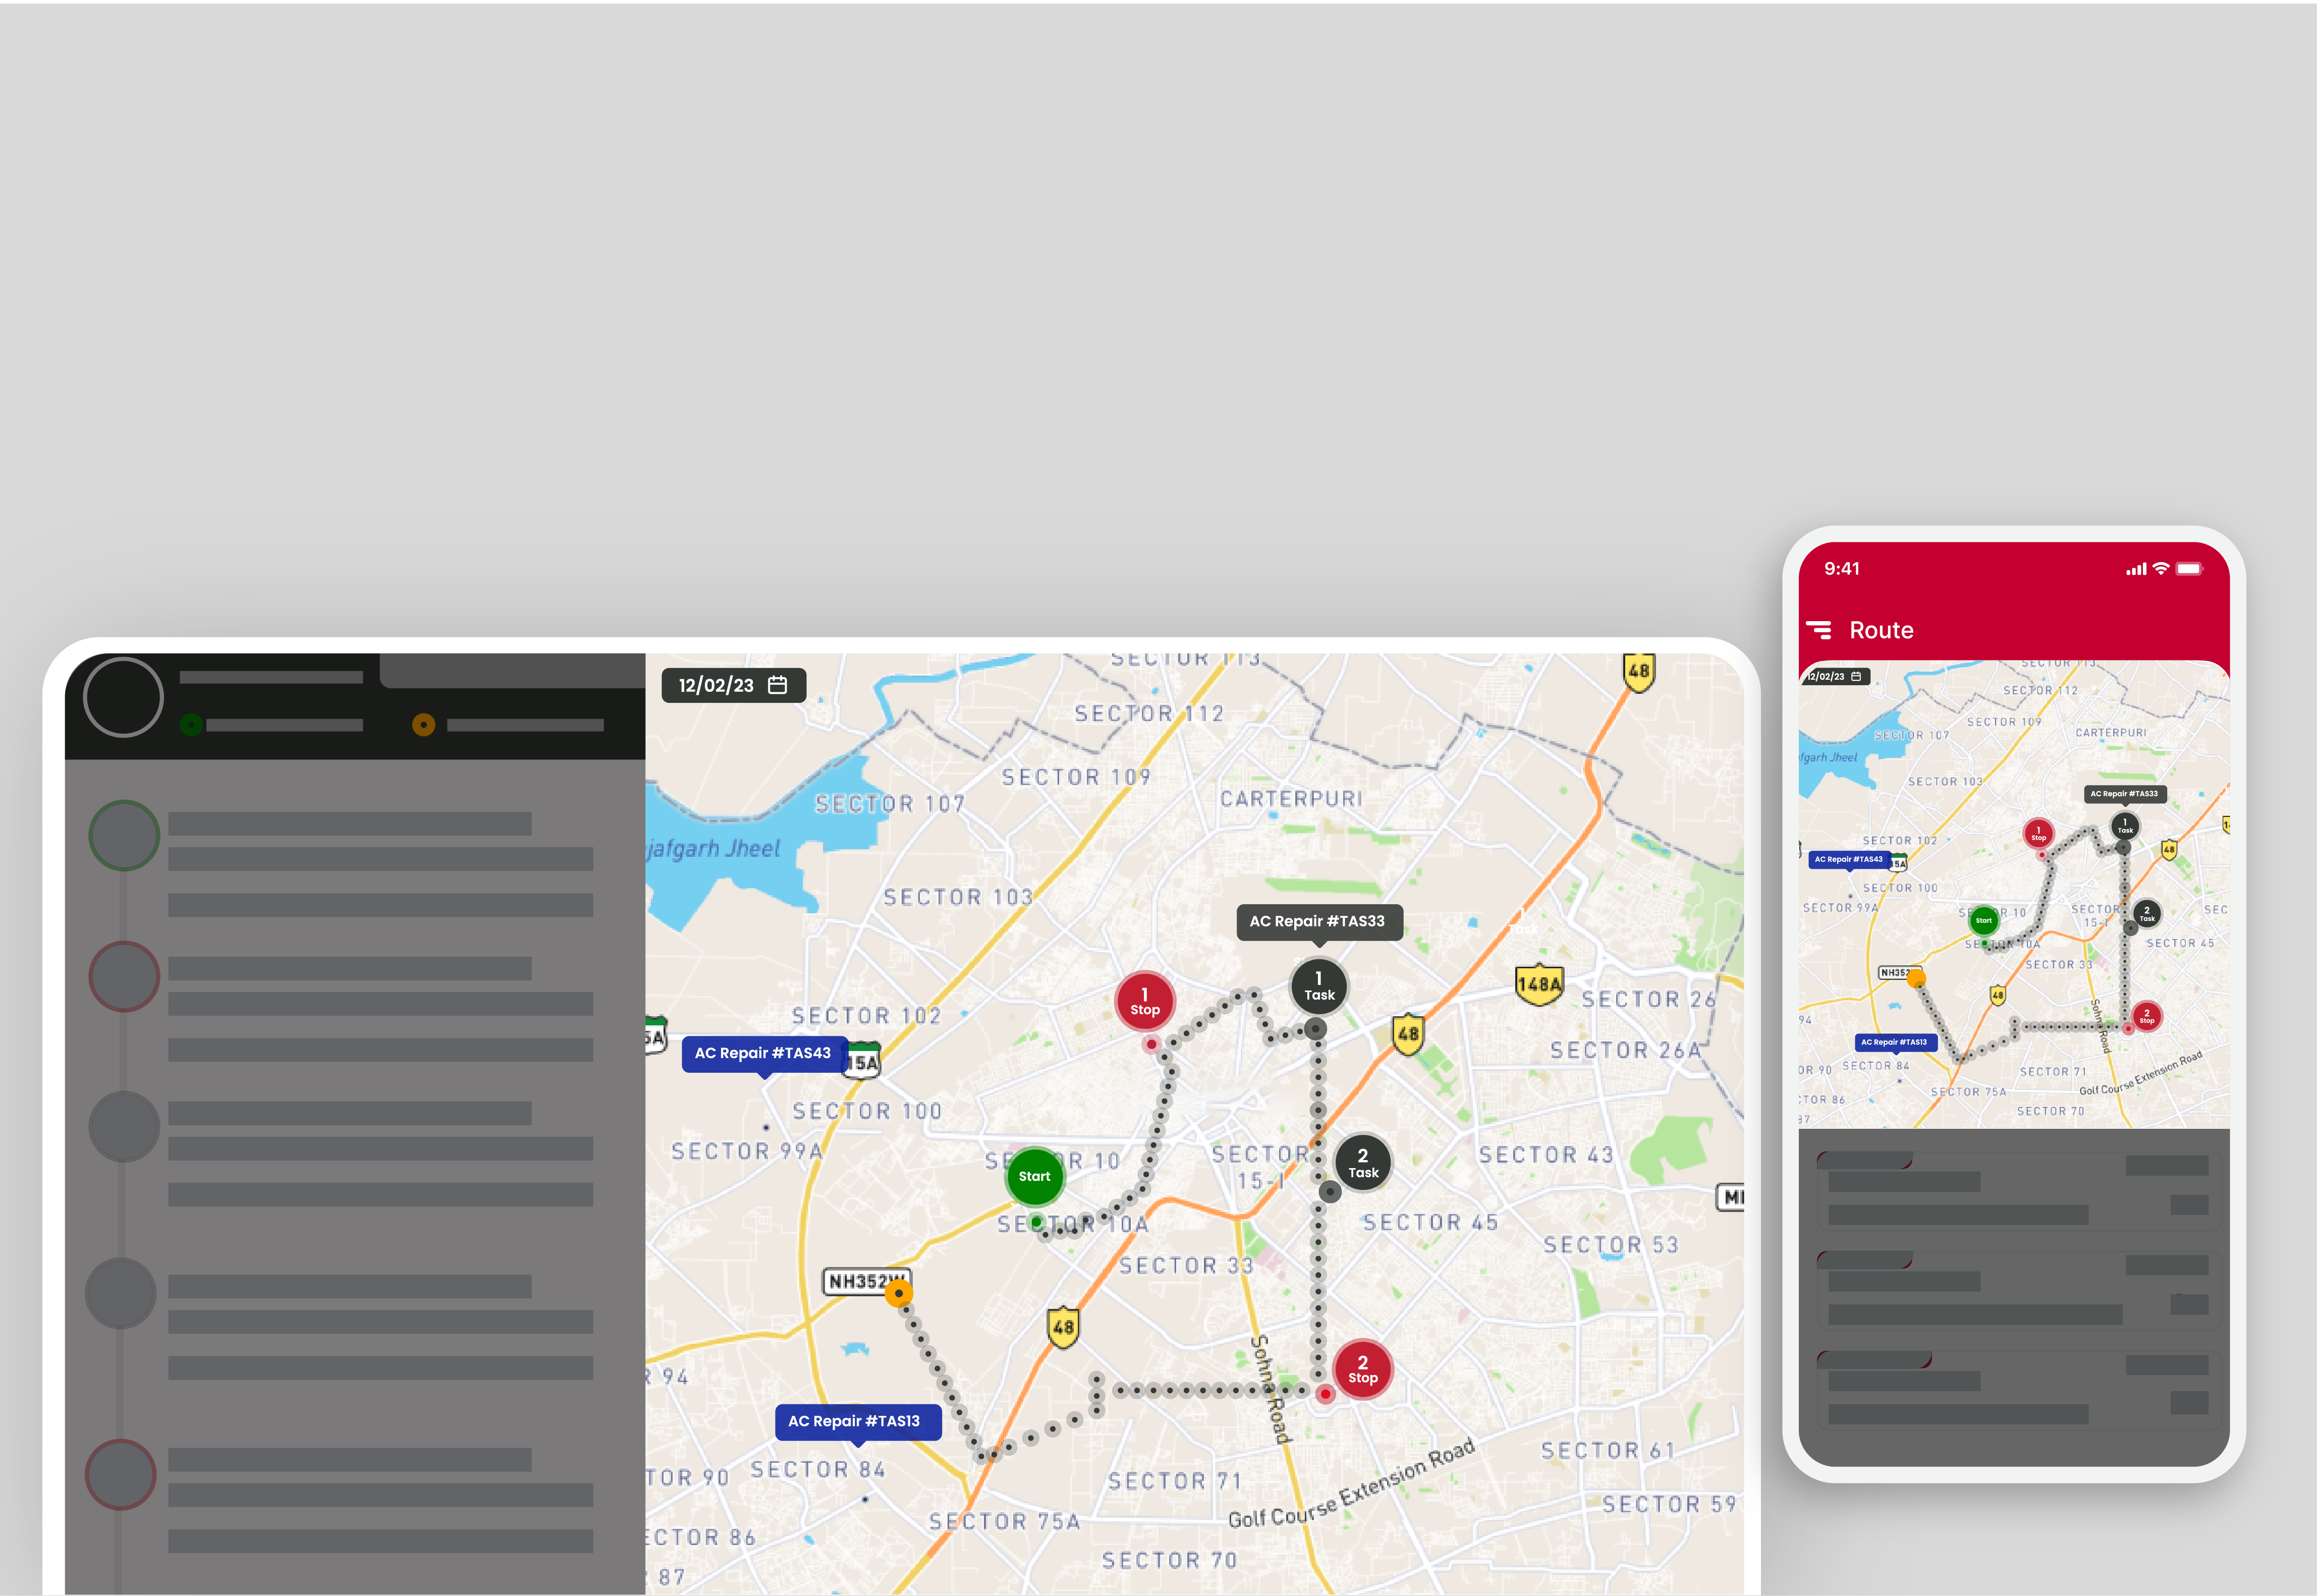 12/02/23
SECTOR 113
48
SECTOR 112
SECTOR 109
SECTOR 107
CARTERPURI
jafgarh Jheel
SECTOR 103
AC Repair #TAS33
Task
1
Stop
1
Task
148A
SECTOR 26
SECTOR 102
5A
AC Repair #TAS43
15A
48
SECTOR 26A
SECTOR 100
SECTOR 99A
SECTOR 10
Start
SECTOR
15-I
2
Task
SECTOR 43
SECTOR 10A
SECTOR 45
SECTOR 53
SECTOR 33
NH352W
48
Sohna Road
R 94
2
Stop
AC Repair #TAS13
SECTOR 84
TOR 90
SECTOR 71
SECTOR 61
Golf Course Extension Road
SECTOR 59
SECTOR 75A
ECTOR 86
SECTOR 70
R 87
9:41
Route
12/02/23
SECTOR 113
SECTOR 112
SECTOR 109
SECTOR 107
CARTERPURI
afgarh Jheel
SECTOR 103
AC Repair #TAS33
1
Stop
1
Task
SECTOR 102
48
AC Repair #TAS43
15A
SECTOR 100
SECTOR 99A
SECTOR 10
Start
SECTOR
15-I
2
Task
SEC
SECTOR 10A
SECTOR 45
SECTOR 33
NH352
48
Sohna Road
94
2
Stop
AC Repair #TAS13
OR 90
SECTOR 84
SECTOR 71
Golf Course Extension Road
SECTOR 75A
TOR 86
SECTOR 70
87